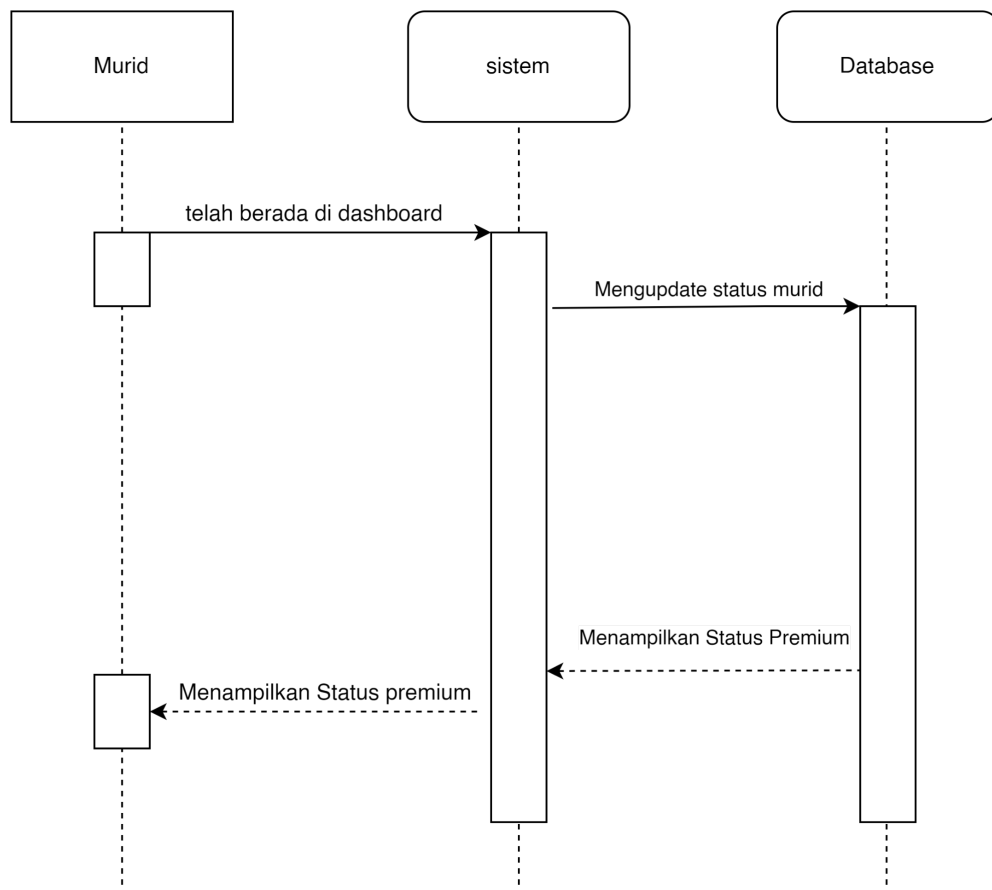 Murid
sistem
Database
telah berada di dashboard
Mengupdate status murid
Menampilkan Status Premium
Menampilkan Status premium